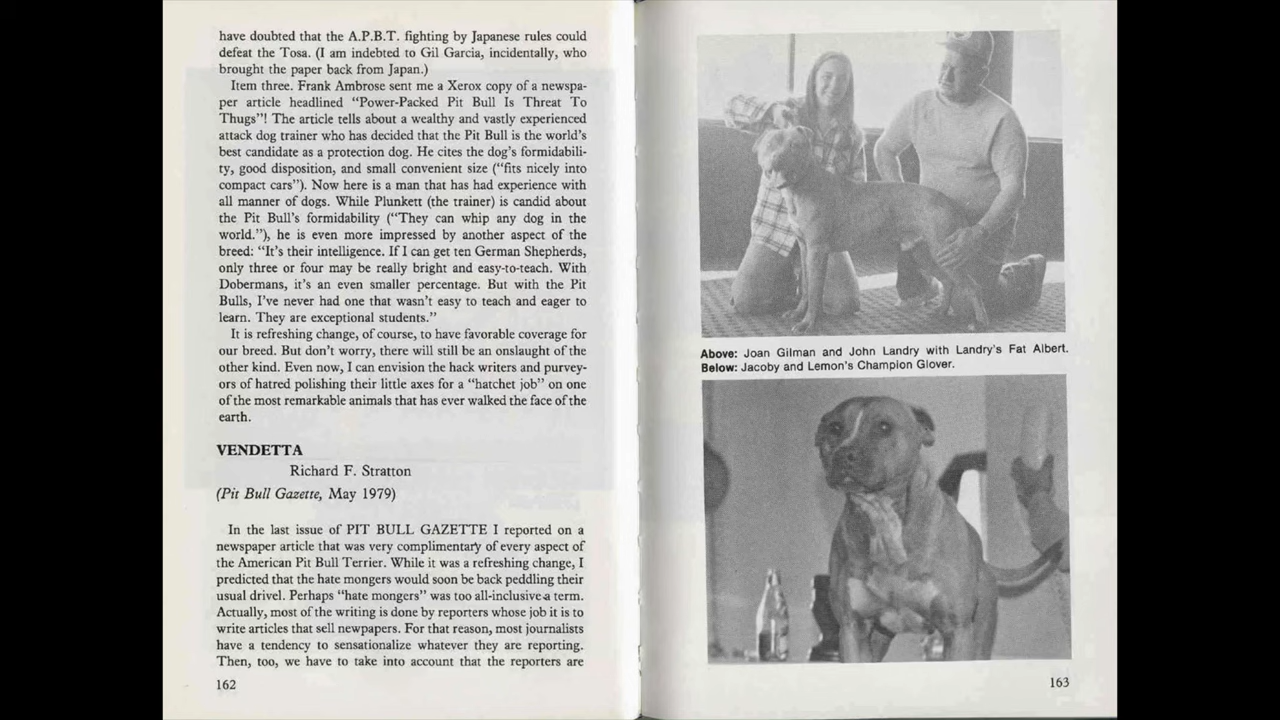 have doubted that the A.P.B.T. fighting by Japanese rules could
defeat the Tosa. (I am indebted to Gil Garcia, incidentally, who
brought the paper back from Japan.)
Item three. Frank Ambrose sent me a Xerox copy of a newspa-
per article headlined "Power-Packed Pit Bull Is Threat To
Thugs"! The article tells about a wealthy and vastly experienced
attack dog trainer who has decided that the Pit Bull is the world's
best candidate as a protection dog. He cites the dog's formidabili-
ty, good disposition, and small convenient size ("fits nicely into
compact cars"). Now here is a man that has had experience with
all manner of dogs. While Plunkett (the trainer) is candid about
the Pit Bull's formidability ("They can whip any dog in the
world."), he is even more impressed by another aspect of the
breed: "It's their intelligence. If I can get ten German Shepherds,
only three or four may be really bright and easy-to-teach. With
Dobermans, it's an even smaller percentage. But with the Pit
Bulls, I've never had one that wasn't easy to teach and eager to
learn. They are exceptional students."
It is refreshing change, of course, to have favorable coverage for
our breed. But don't worry, there will still be an onslaught of the
other kind. Even now, I can envision the hack writers and purvey-
ors of hatred polishing their little axes for a "hatchet job" on one
of the most remarkable animals that has ever walked the face of the
earth.
VENDETTA
Richard F. Stratton
(Pit Bull Gazette, May 1979)
In the last issue of PIT BULL GAZETTE I reported on a
newspaper article that was very complimentary of every aspect of
the American Pit Bull Terrier. While it was a refreshing change, I
predicted that the hate mongers would soon be back peddling their
usual drivel. Perhaps "hate mongers" was too all-inclusive a term.
Actually, most of the writing is done by reporters whose job it is to
write articles that sell newpapers. For that reason, most journalists
have a tendency to sensationalize whatever they are reporting.
Then, too, we have to take into account that the reporters are
162
Above: Joan Gilman and John Landry with Landry's Fat Albert.
Below: Jacoby and Lemon's Champion Glover.
163